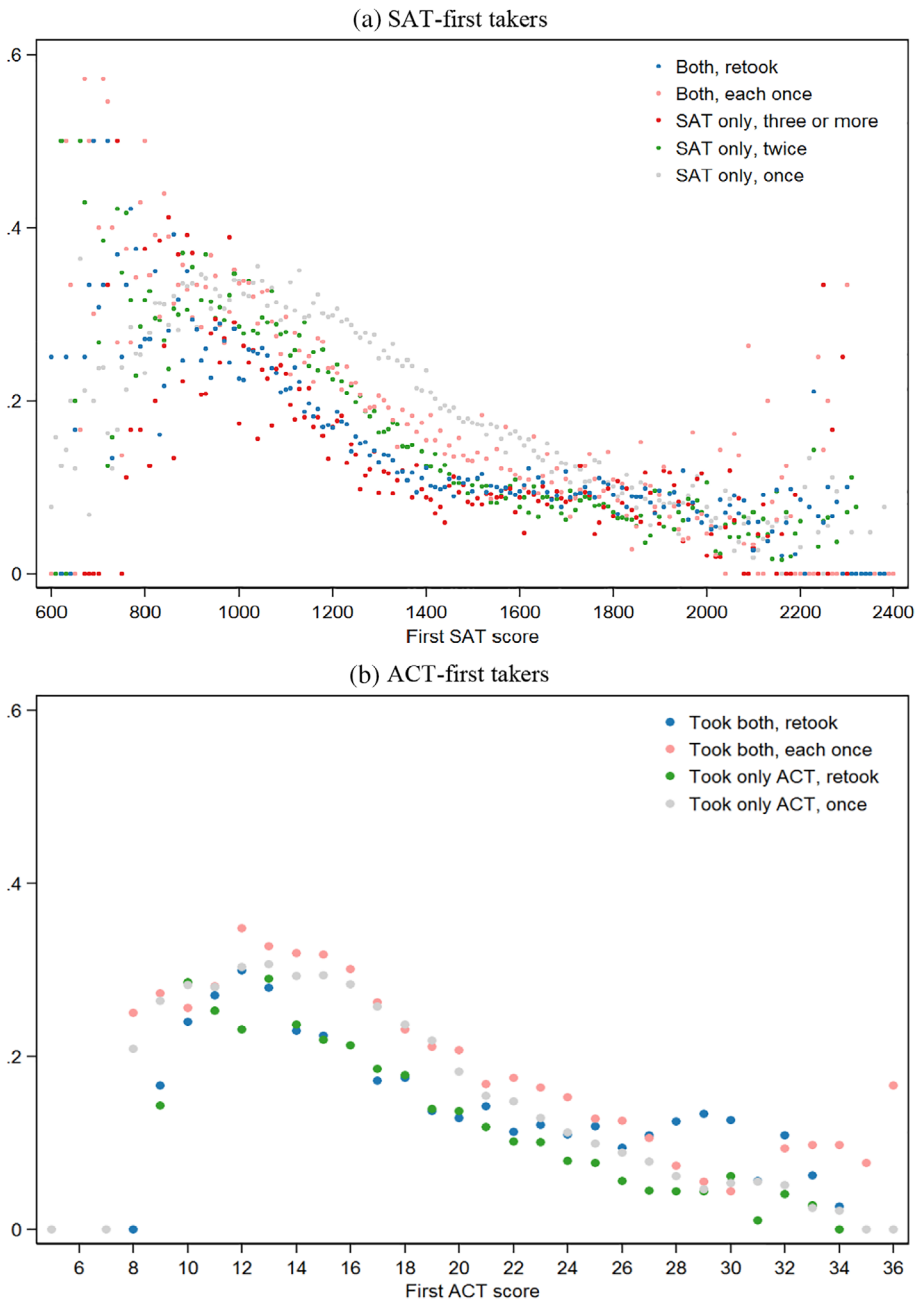 (a) SAT-first takers
.6
Both, retook
Both, each once
SAT only, three or more
SAT only, twice
SAT only, once
.4
.2
0
600 800 1000 1200 1400 1600 1800 2000 2200 2400
First SAT score
(b) ACT-first takers
.6
Took both, retook
Took both, each once
Took only ACT, retook
Took only ACT, once
.4
.2
0
6 8 10 12 14 16 18 20 22 24 26 28 30 32 34 36
First ACT score